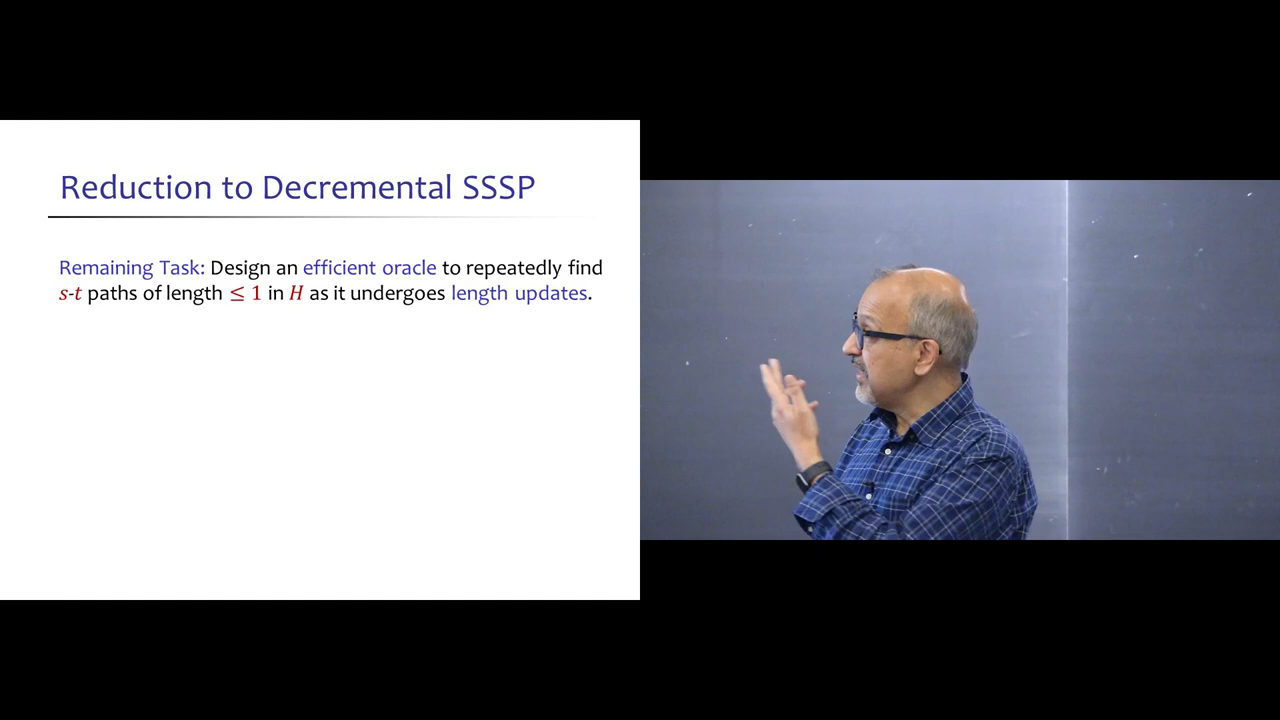 Reduction to Decremental SSSP
Remaining Task: Design an efficient oracle to repeatedly find
s-t paths of length ≤ 1 in H as it undergoes length updates.